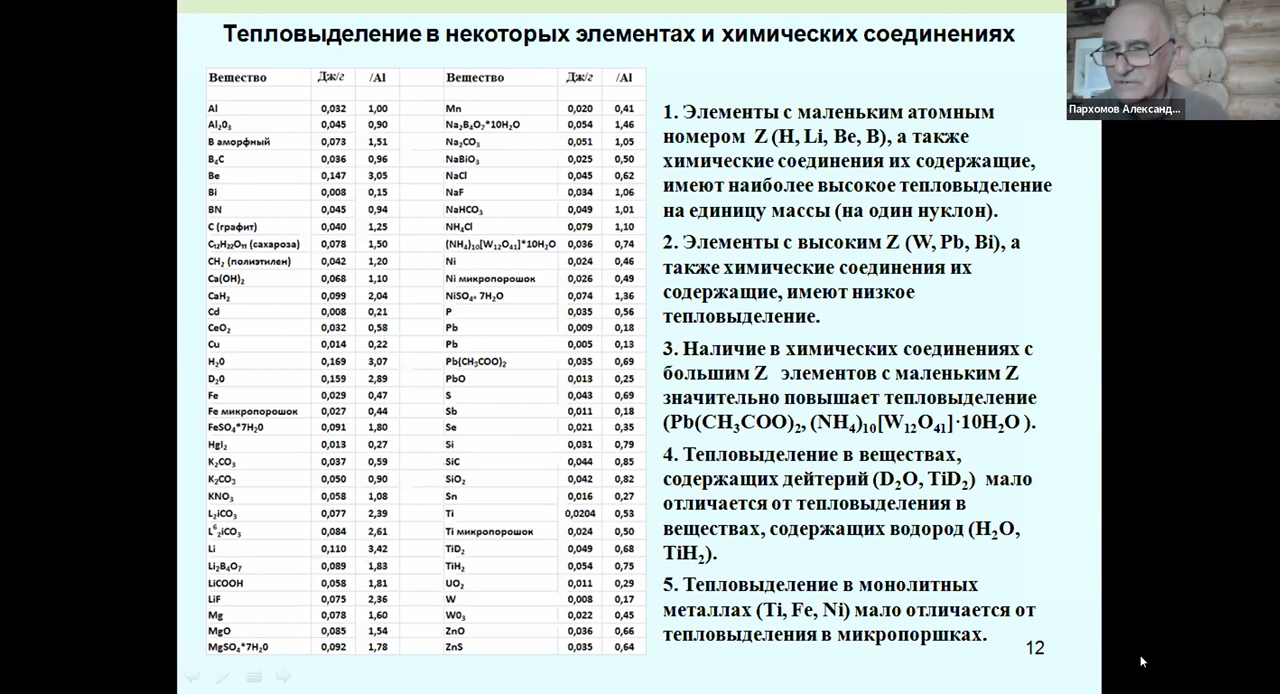 Тепловыделение в некоторых элементах и химических соединениях
Пархомов Александ...
Вещество Дж/г /Al Вещество Дж/г /Al
Al 0,032 1,00 Mn 0,020 0,41
Al₂0₃ 0,045 0,90 Na₂B₄O₇*10H₂O 0,054 1,46
В аморфный 0,073 1,51 Na₂CO₃ 0,051 1,05
B₄C 0,036 0,96 NaBiO₃ 0,025 0,50
Be 0,147 3,05 NaCl 0,045 0,62
Bi 0,008 0,15 NaF 0,034 1,06
BN 0,045 0,94 NaHCO₃ 0,049 1,01
C (графит) 0,040 1,25 NH₄Cl 0,079 1,10
C₁₂H₂₂O₁₁ (сахароза) 0,078 1,50 (NH₄)₁₀[W₁₂O₄₁]*10H₂O 0,036 0,74
CH₂ (полиэтилен) 0,042 1,20 Ni 0,024 0,46
Ca(OH)₂ 0,068 1,10 Ni микропорошок 0,026 0,49
CaH₂ 0,099 2,04 NiSO₄* 7H₂O 0,074 1,36
Cd 0,008 0,21 P 0,035 0,56
CeO₂ 0,032 0,58 Pb 0,009 0,18
Cu 0,014 0,22 Pb 0,005 0,13
H₂0 0,169 3,07 Pb(CH₃COO)₂ 0,035 0,69
D₂0 0,159 2,89 PbO 0,013 0,25
Fe 0,029 0,47 S 0,043 0,69
Fe микропорошок 0,027 0,44 Sb 0,011 0,18
FeSO₄*7H₂0 0,091 1,80 Se 0,021 0,35
HgI₂ 0,013 0,27 Si 0,031 0,79
K₂CO₃ 0,037 0,59 SiC 0,044 0,85
K₂CO₃ 0,050 0,90 SiO₂ 0,042 0,82
KNO₃ 0,058 1,08 Sn 0,016 0,27
L₂iCO₃ 0,077 2,39 Ti 0,0204 0,53
L⁶₂iCO₃ 0,084 2,61 Ti микропорошок 0,024 0,50
Li 0,110 3,42 TiD₂ 0,049 0,68
Li₂B₄O₇ 0,089 1,83 TiH₂ 0,054 0,75
LiCOOH 0,058 1,81 UO₂ 0,011 0,29
LiF 0,075 2,36 W 0,008 0,17
Mg 0,078 1,60 W0₃ 0,022 0,45
MgO 0,085 1,54 ZnO 0,036 0,66
MgSO₄*7H₂0 0,092 1,78 ZnS 0,035 0,64
1. Элементы с маленьким атомным
номером Z (H, Li, Be, B), а также
химические соединения их содержащие,
имеют наиболее высокое тепловыделение
на единицу массы (на один нуклон).
2. Элементы с высоким Z (W, Pb, Bi), а
также химические соединения их
содержащие, имеют низкое
тепловыделение.
3. Наличие в химических соединениях с
большим Z элементов с маленьким Z
значительно повышает тепловыделение
(Pb(CH₃COO)₂, (NH₄)₁₀[W₁₂O₄₁]·10H₂O ).
4. Тепловыделение в веществах,
содержащих дейтерий (D₂O, TiD₂) мало
отличается от тепловыделения в
веществах, содержащих водород (H₂O,
TiH₂).
5. Тепловыделение в монолитных
металлах (Ti, Fe, Ni) мало отличается от
тепловыделения в микропоршках.
12